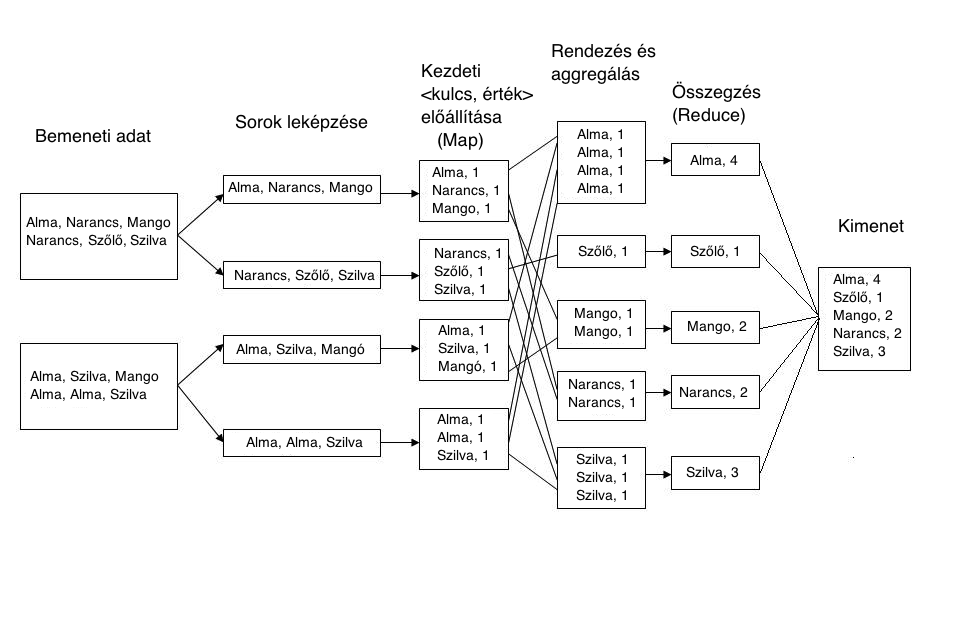 Bemeneti adat
Alma, Narancs, Mango
Narancs, Szőlő, Szilva
Alma, Szilva, Mango
Alma, Alma, Szilva
Sorok leképzése
Alma, Narancs, Mango
Narancs, Szőlő, Szilva
Alma, Szilva, Mangó
Alma, Alma, Szilva
Kezdeti
<kulcs, érték>
előállítása
(Map)
Alma, 1
Narancs, 1
Mango, 1
Narancs, 1
Szőlő, 1
Szilva, 1
Alma, 1
Szilva, 1
Mangó, 1
Alma, 1
Alma, 1
Szilva, 1
Rendezés és
aggregálás
Alma, 1
Alma, 1
Alma, 1
Alma, 1
Szőlő, 1
Mango, 1
Mango, 1
Narancs, 1
Narancs, 1
Szilva, 1
Szilva, 1
Szilva, 1
Összegzés
(Reduce)
Alma, 4
Szőlő, 1
Mango, 2
Narancs, 2
Szilva, 3
Kimenet
Alma, 4
Szőlő, 1
Mango, 2
Narancs, 2
Szilva, 3